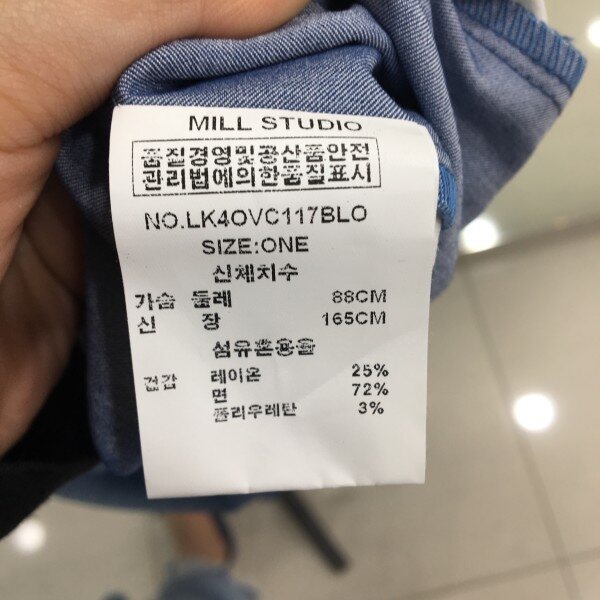 MILL STUDIO
품질경영및공산품안전
관리법에의한품질표시
NO.LK4OVC117BLO
SIZE:ONE
신체치수
가슴 둘레 88CM
신 장 165CM
섬유혼용율
겉감 레이온 25%
면 72%
폴리우레탄 3%